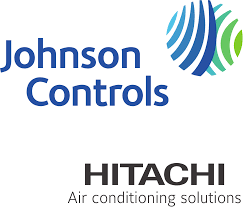 Johnson
Controls
HITACHI
Air conditioning solutions